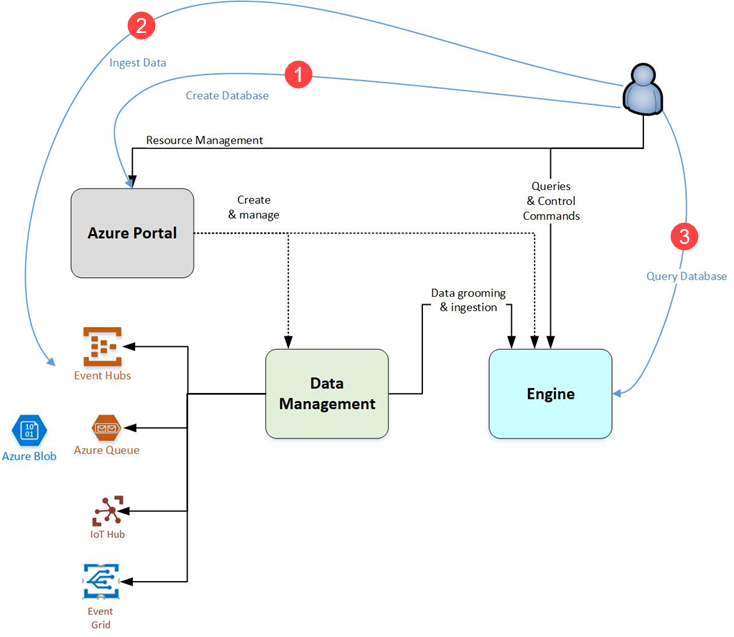 2
Ingest Data
1
Create Database
Resource Management
Queries
& Control
Commands
Create
& manage
Azure Portal
3
Query Database
Data grooming
& ingestion
Event Hubs
Data
Management
Engine
10
01
Azure Blob
Azure Queue
IoT Hub
Event
Grid